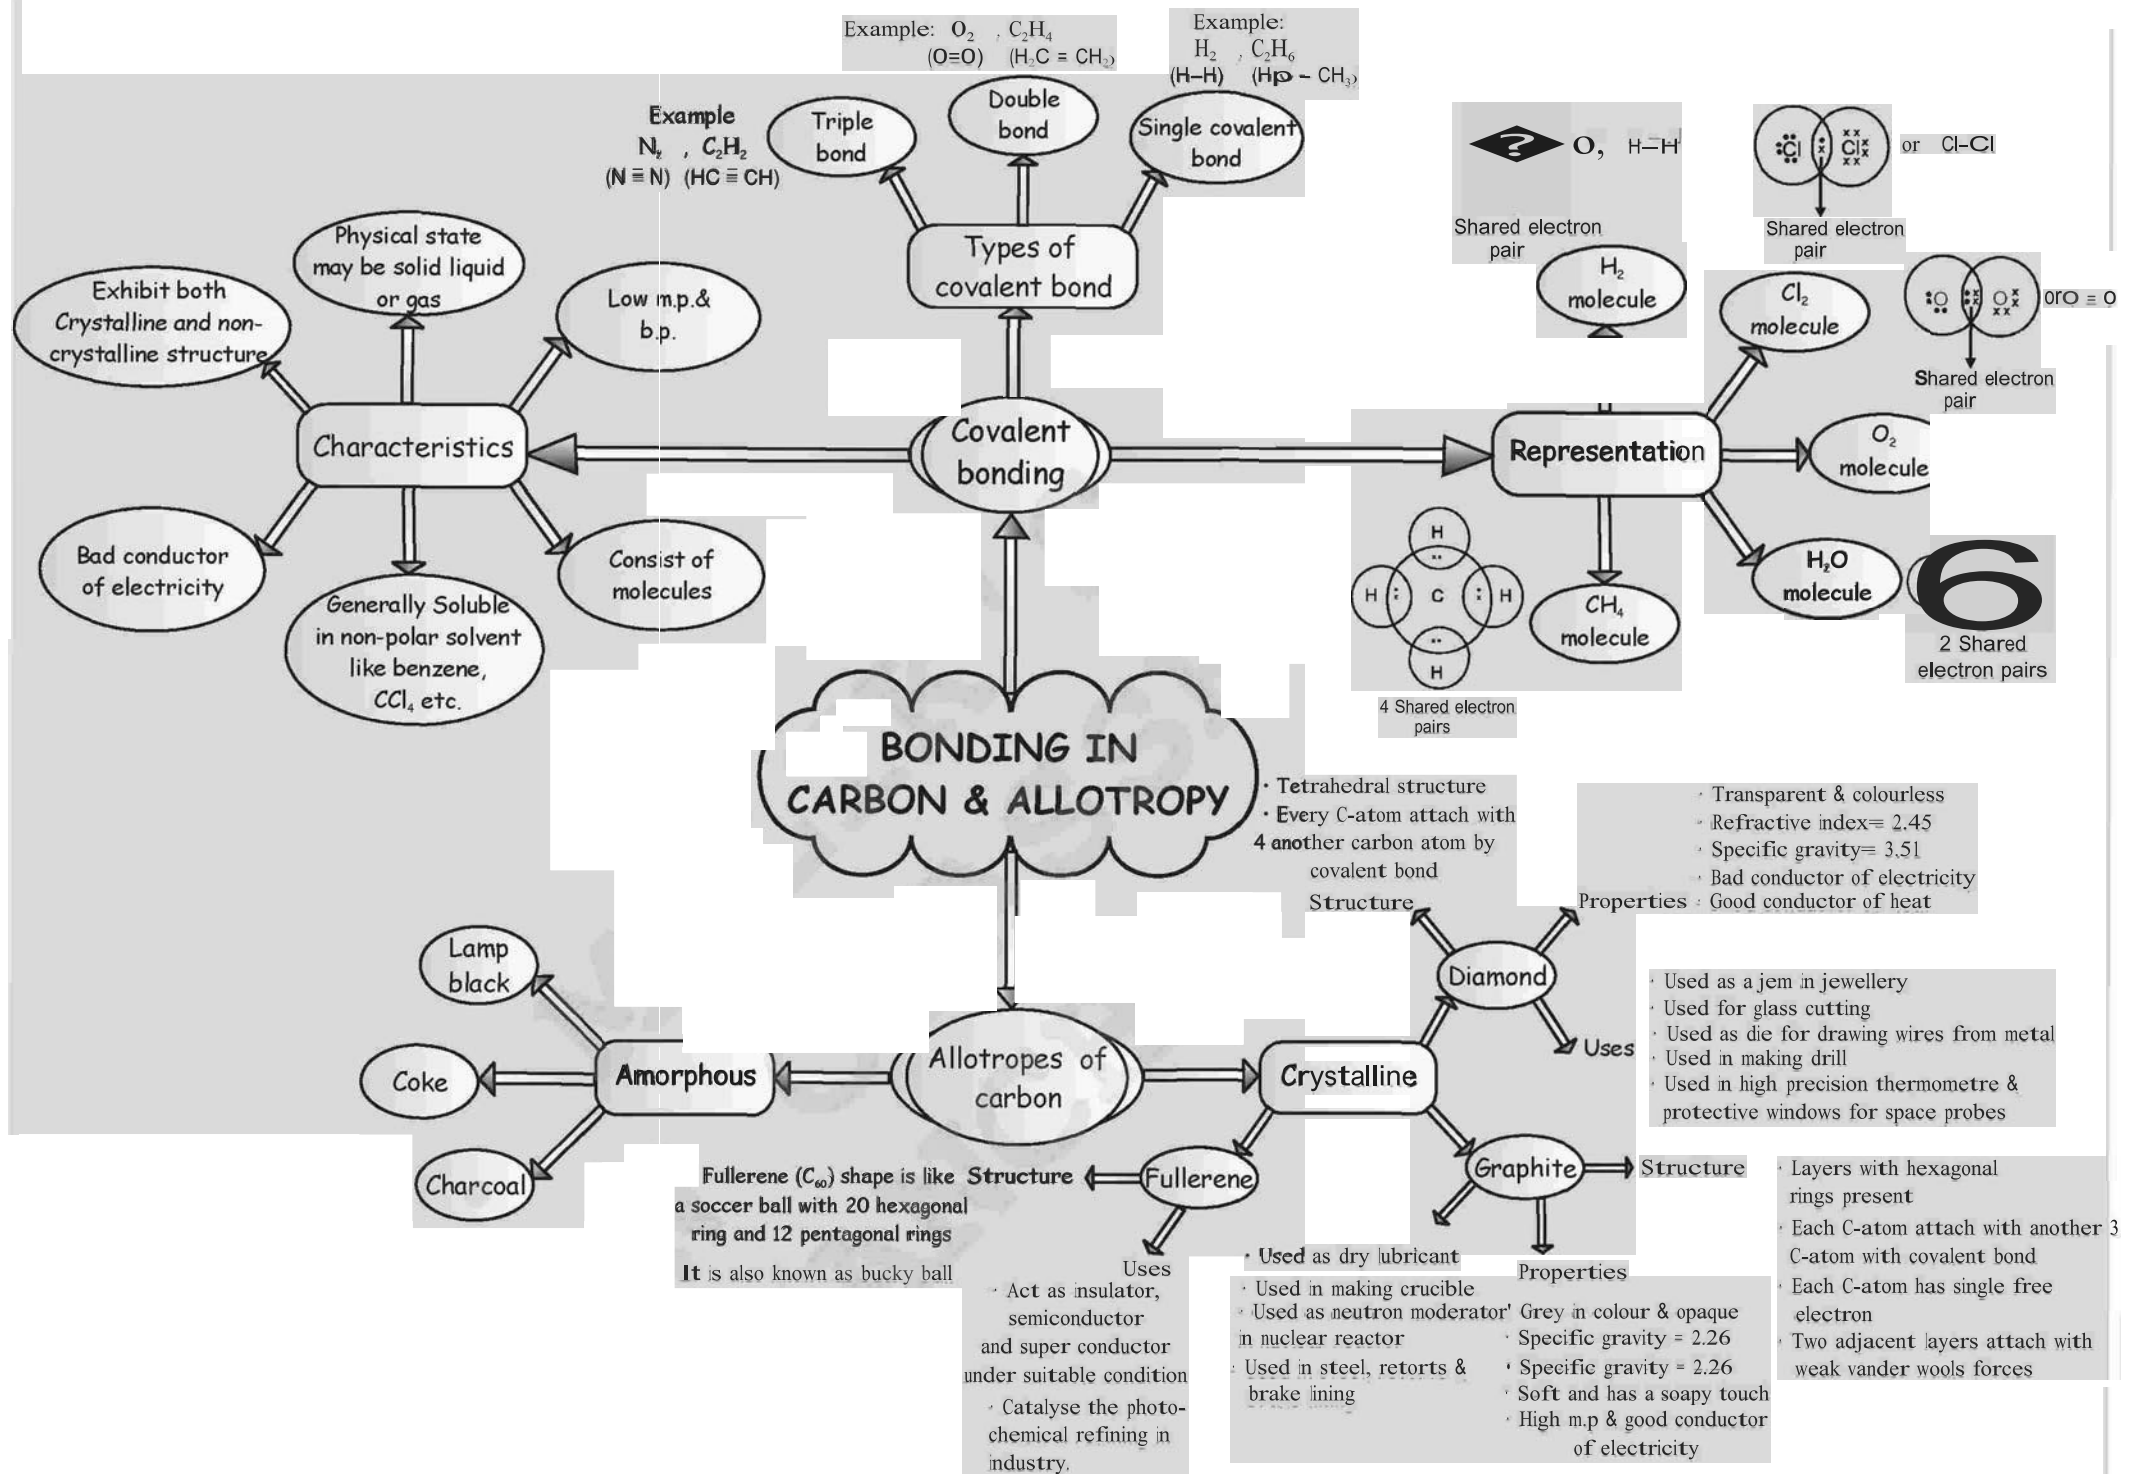 Example: O₂ , C₂H₄
(O=O) (H₂C = CH₂)
Example:
H₂ , C₂H₆
(H–H) (Hp – CH₃)
Example
N₂ , C₂H₂
(N ≡ N) (HC ≡ CH)
Triple
bond
Double
bond
Single covalent
bond
Types of
covalent bond
? O, H–H
Shared electron
pair
Cl Cl
or Cl–Cl
Shared electron
pair
O O
or O = O
Shared electron
pair
H₂
molecule
Cl₂
molecule
O₂
molecule
H₂O
molecule
6
2 Shared
electron pairs
CH₄
molecule
H
H C H
H
4 Shared electron
pairs
Representation
Covalent
bonding
Characteristics
Exhibit both
Crystalline and non-
crystalline structure
Physical state
may be solid liquid
or gas
Low m.p.&
b.p.
Bad conductor
of electricity
Generally Soluble
in non-polar solvent
like benzene,
CCl₄ etc.
Consist of
molecules
BONDING IN
CARBON & ALLOTROPY
· Tetrahedral structure
· Every C-atom attach with
4 another carbon atom by
covalent bond
Structure
· Transparent & colourless
· Refractive index= 2.45
· Specific gravity= 3.51
· Bad conductor of electricity
Properties · Good conductor of heat
Diamond
Uses
· Used as a jem in jewellery
· Used for glass cutting
· Used as die for drawing wires from metal
· Used in making drill
· Used in high precision thermometre &
protective windows for space probes
Lamp
black
Coke
Charcoal
Amorphous
Allotropes of
carbon
Crystalline
Fullerene
Structure
Fullerene (C₆₀) shape is like
a soccer ball with 20 hexagonal
ring and 12 pentagonal rings
It is also known as bucky ball
Uses
· Act as insulator,
semiconductor
and super conductor
under suitable condition
· Catalyse the photo-
chemical refining in
industry.
Graphite
Structure
· Layers with hexagonal
rings present
· Each C-atom attach with another 3
C-atom with covalent bond
· Each C-atom has single free
electron
· Two adjacent layers attach with
weak vander wools forces
· Used as dry lubricant
· Used in making crucible
· Used as neutron moderator'
in nuclear reactor
· Used in steel, retorts &
brake lining
Properties
Grey in colour & opaque
· Specific gravity = 2.26
· Specific gravity = 2.26
· Soft and has a soapy touch
· High m.p & good conductor
of electricity